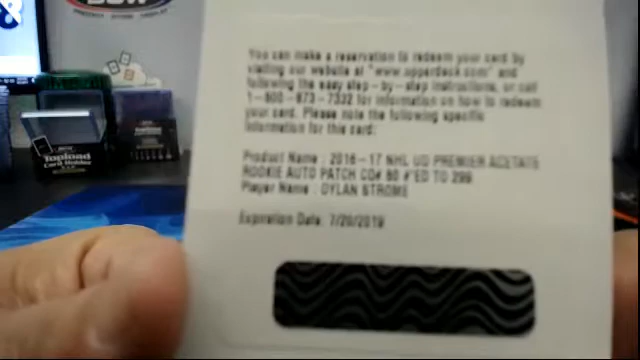 You can make a reservation to redeem your card by
visiting our website at "www.upperdeck.com" and
following the easy step-by-step instructions, or call
1-800-873-7332 for information on how to redeem
your card. Please note the following specific
information for this card:
Product Name : 2016-17 NHL UD PREMIER ACETATE
ROOKIE AUTO PATCH CD# 80 #'ED TO 299
Player Name : DYLAN STROME
Expiration Date: 7/20/2019
Topload
Card Holder